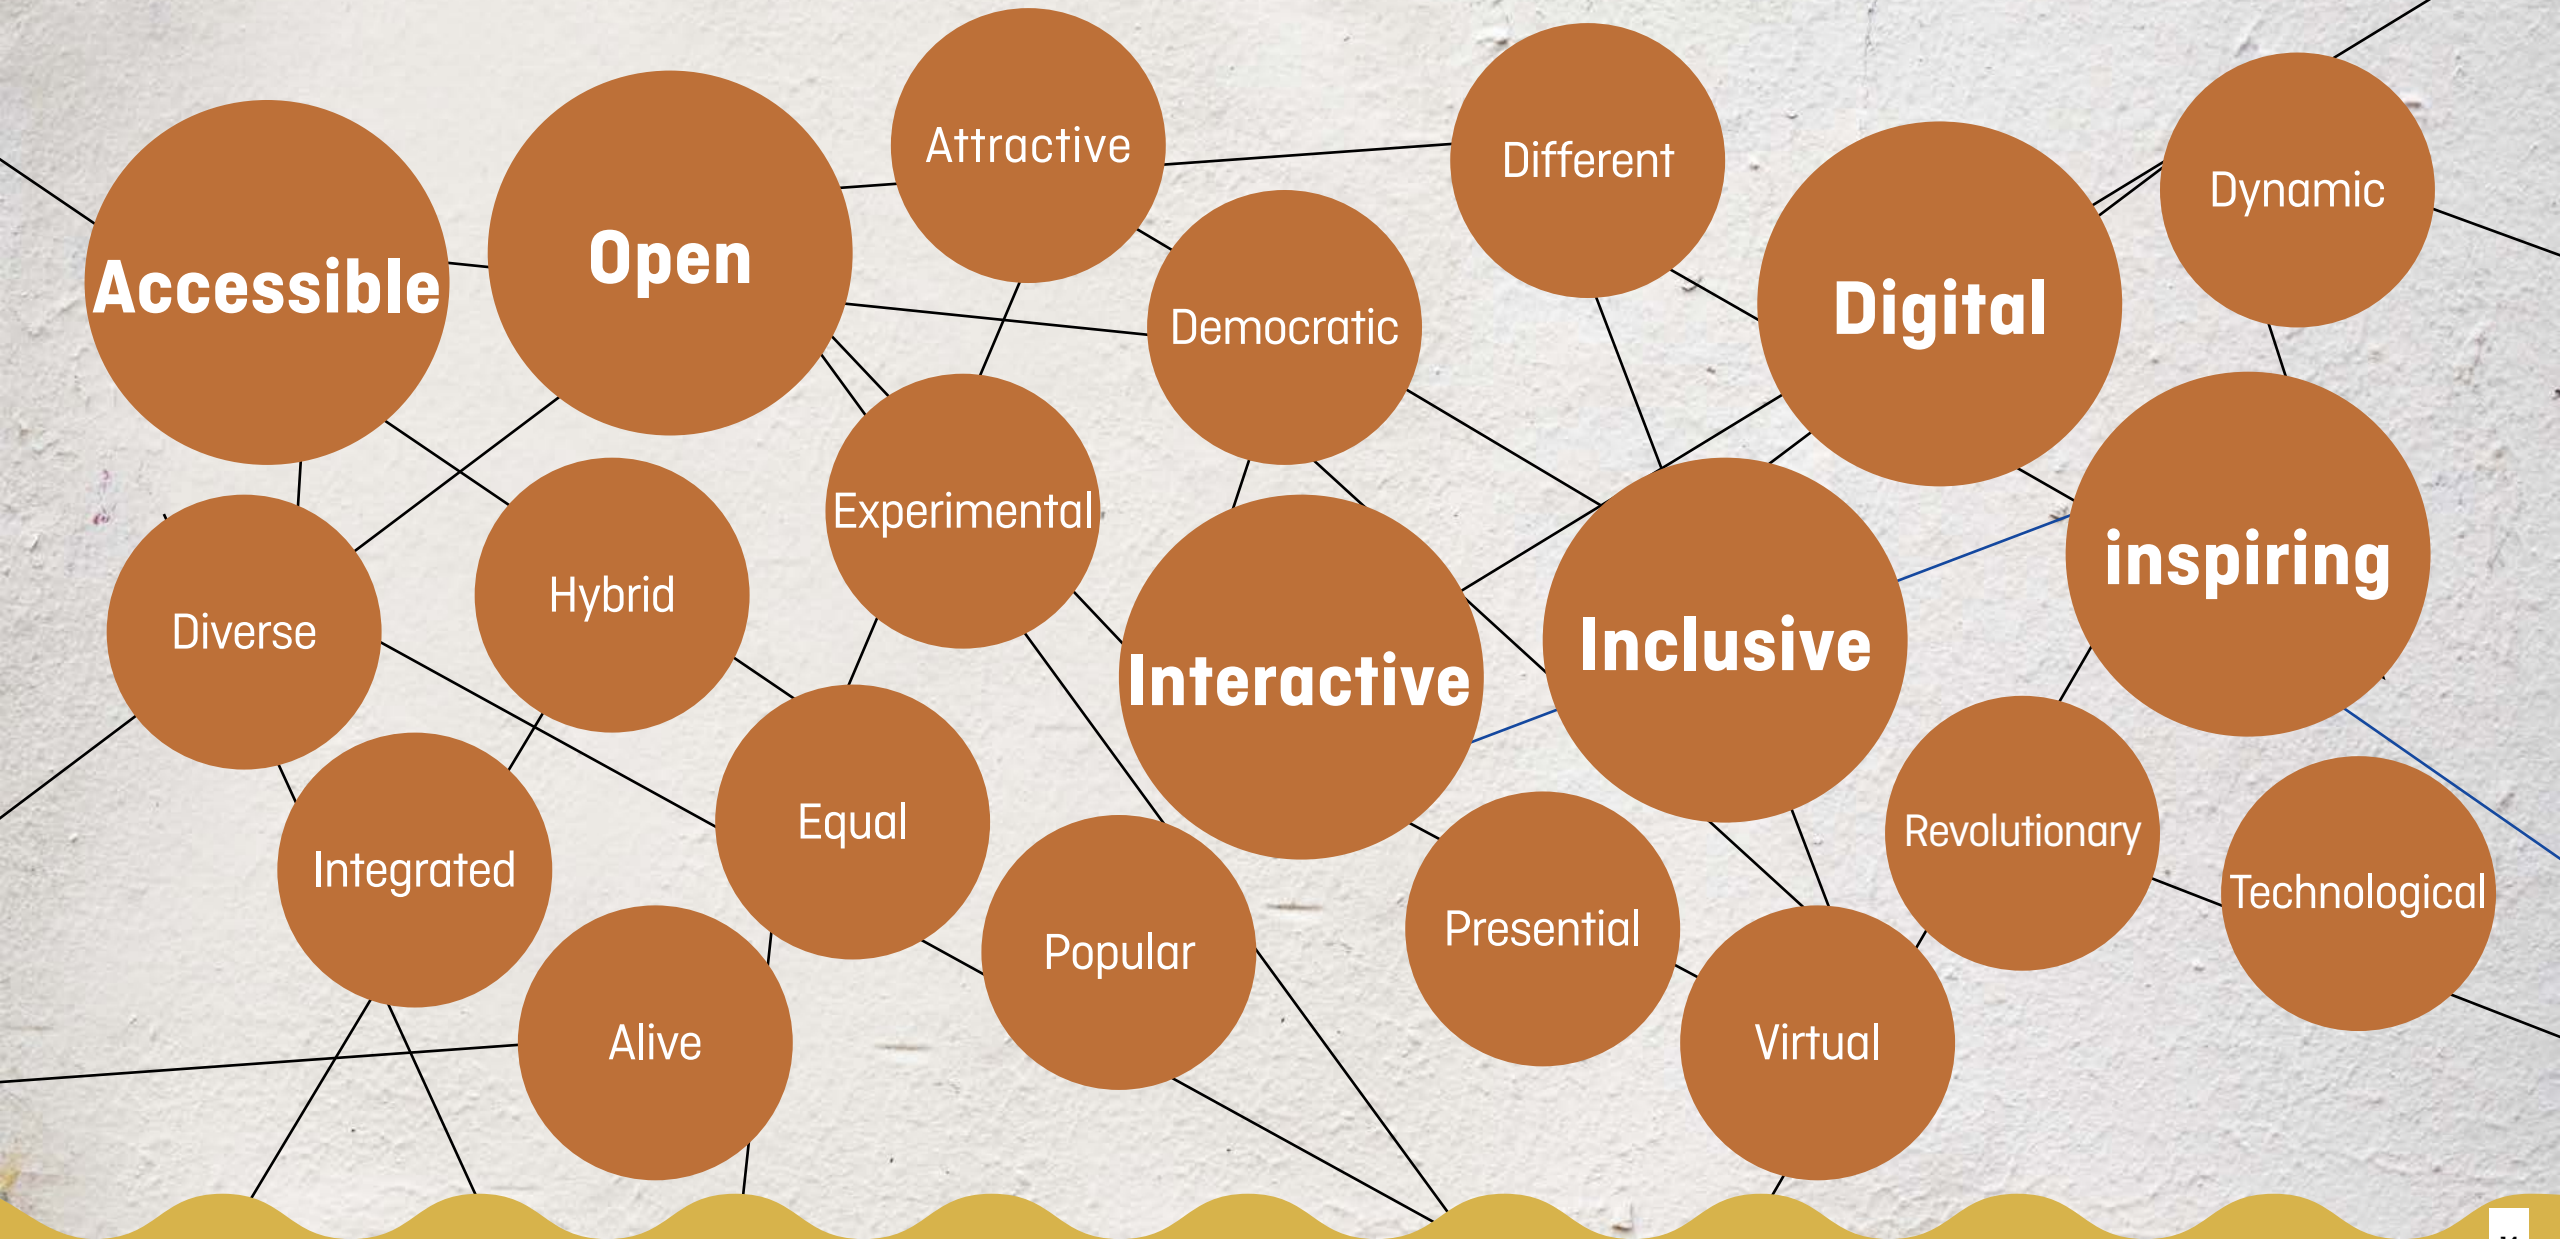 Attractive
Different
Dynamic
Accessible
Open
Democratic
Digital
Experimental
inspiring
Diverse
Hybrid
Interactive
Inclusive
Integrated
Equal
Popular
Presential
Revolutionary
Technological
Alive
Virtual